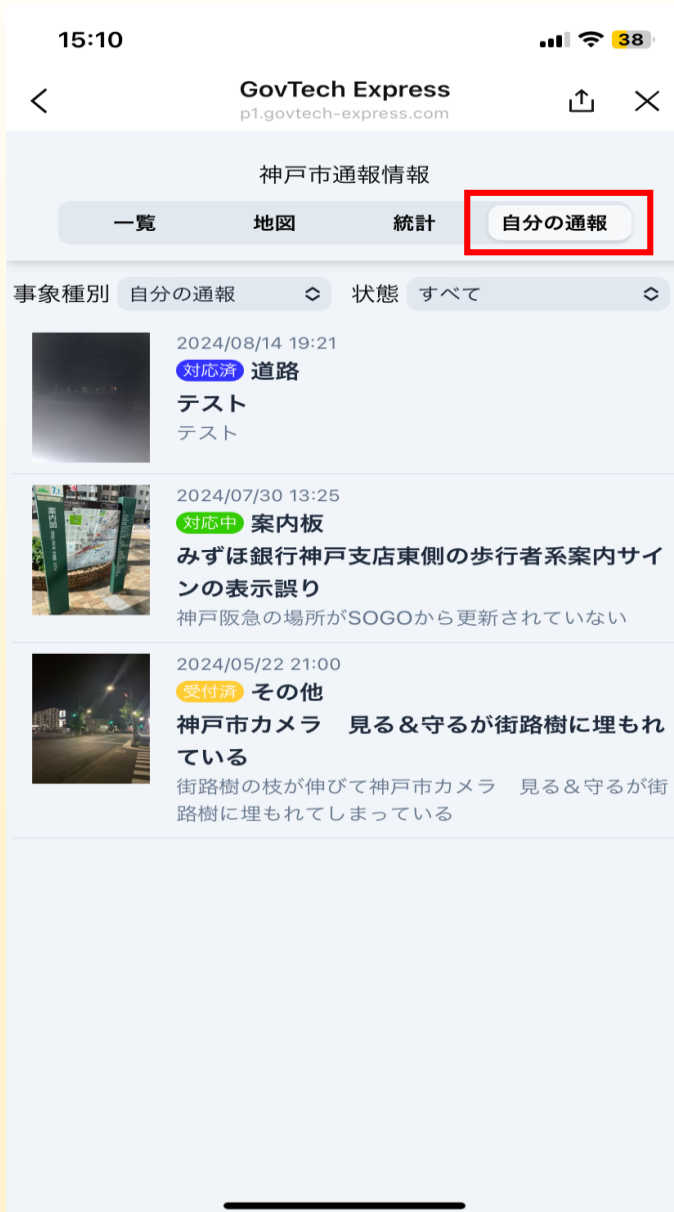 15:10
38
GovTech Express
p1.govtech-express.com
神戸市通報情報
一覧 地図 統計 自分の通報
事象種別 自分の通報 状態 すべて
2024/08/14 19:21
対応済 道路
テスト
テスト
案内図
2024/07/30 13:25
対応中 案内板
みずほ銀行神戸支店東側の歩行者系案内サイ
ンの表示誤り
神戸阪急の場所がSOGOから更新されていない
2024/05/22 21:00
受付済 その他
神戸市カメラ　見る&守るが街路樹に埋もれ
ている
街路樹の枝が伸びて神戸市カメラ　見る&守るが街
路樹に埋もれてしまっている